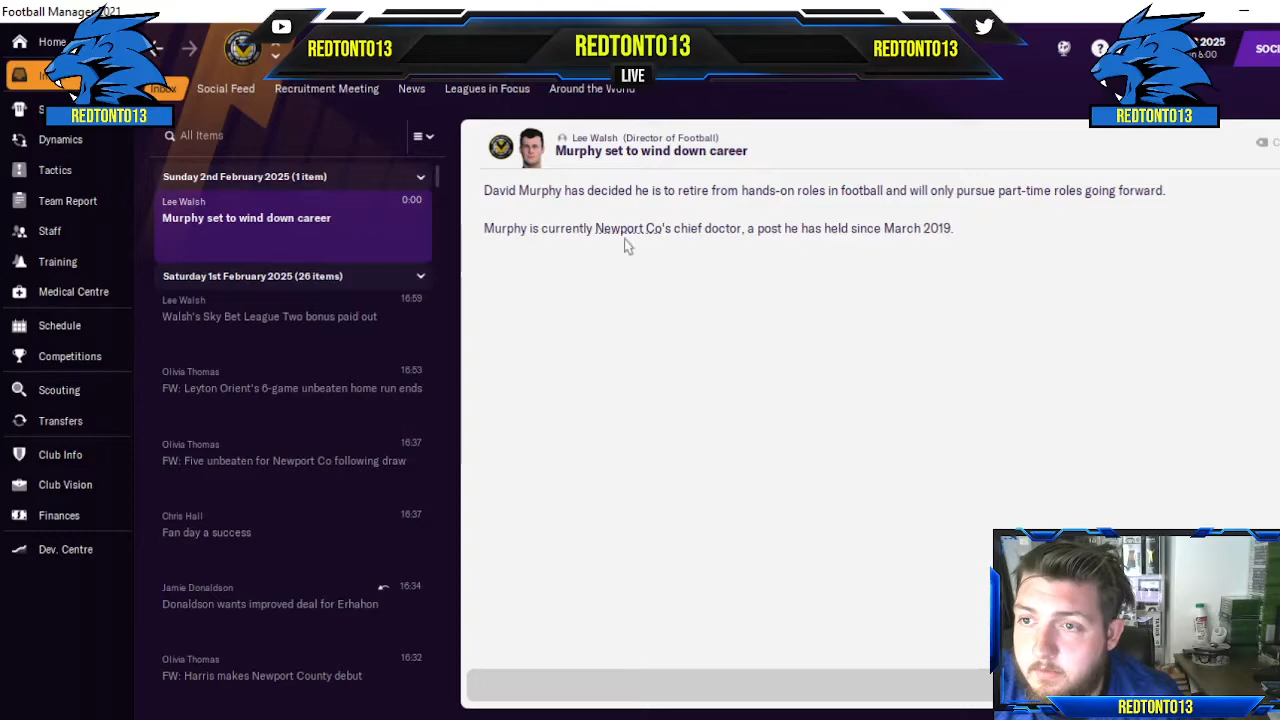 Football Manager 2021
REDTONTO13
REDTONTO13
REDTONTO13
LIVE
REDTONTO13
REDTONTO13
Home
2025
6:00
SOCI
Inbox
Social Feed
Recruitment Meeting
News
Leagues in Focus
Around the World
Dynamics
Tactics
Team Report
Staff
Training
Medical Centre
Schedule
Competitions
Scouting
Transfers
Club Info
Club Vision
Finances
Dev. Centre
All Items
Sunday 2nd February 2025 (1 item)
Lee Walsh 0:00
Murphy set to wind down career
Saturday 1st February 2025 (26 items)
Lee Walsh 16:59
Walsh's Sky Bet League Two bonus paid out
Olivia Thomas 16:53
FW: Leyton Orient's 6-game unbeaten home run ends
Olivia Thomas 16:37
FW: Five unbeaten for Newport Co following draw
Chris Hall 16:37
Fan day a success
Jamie Donaldson 16:34
Donaldson wants improved deal for Erhahon
Olivia Thomas 16:32
FW: Harris makes Newport County debut
Lee Walsh (Director of Football)
Murphy set to wind down career
David Murphy has decided he is to retire from hands-on roles in football and will only pursue part-time roles going forward.
Murphy is currently Newport Co's chief doctor, a post he has held since March 2019.
REDTONTO13